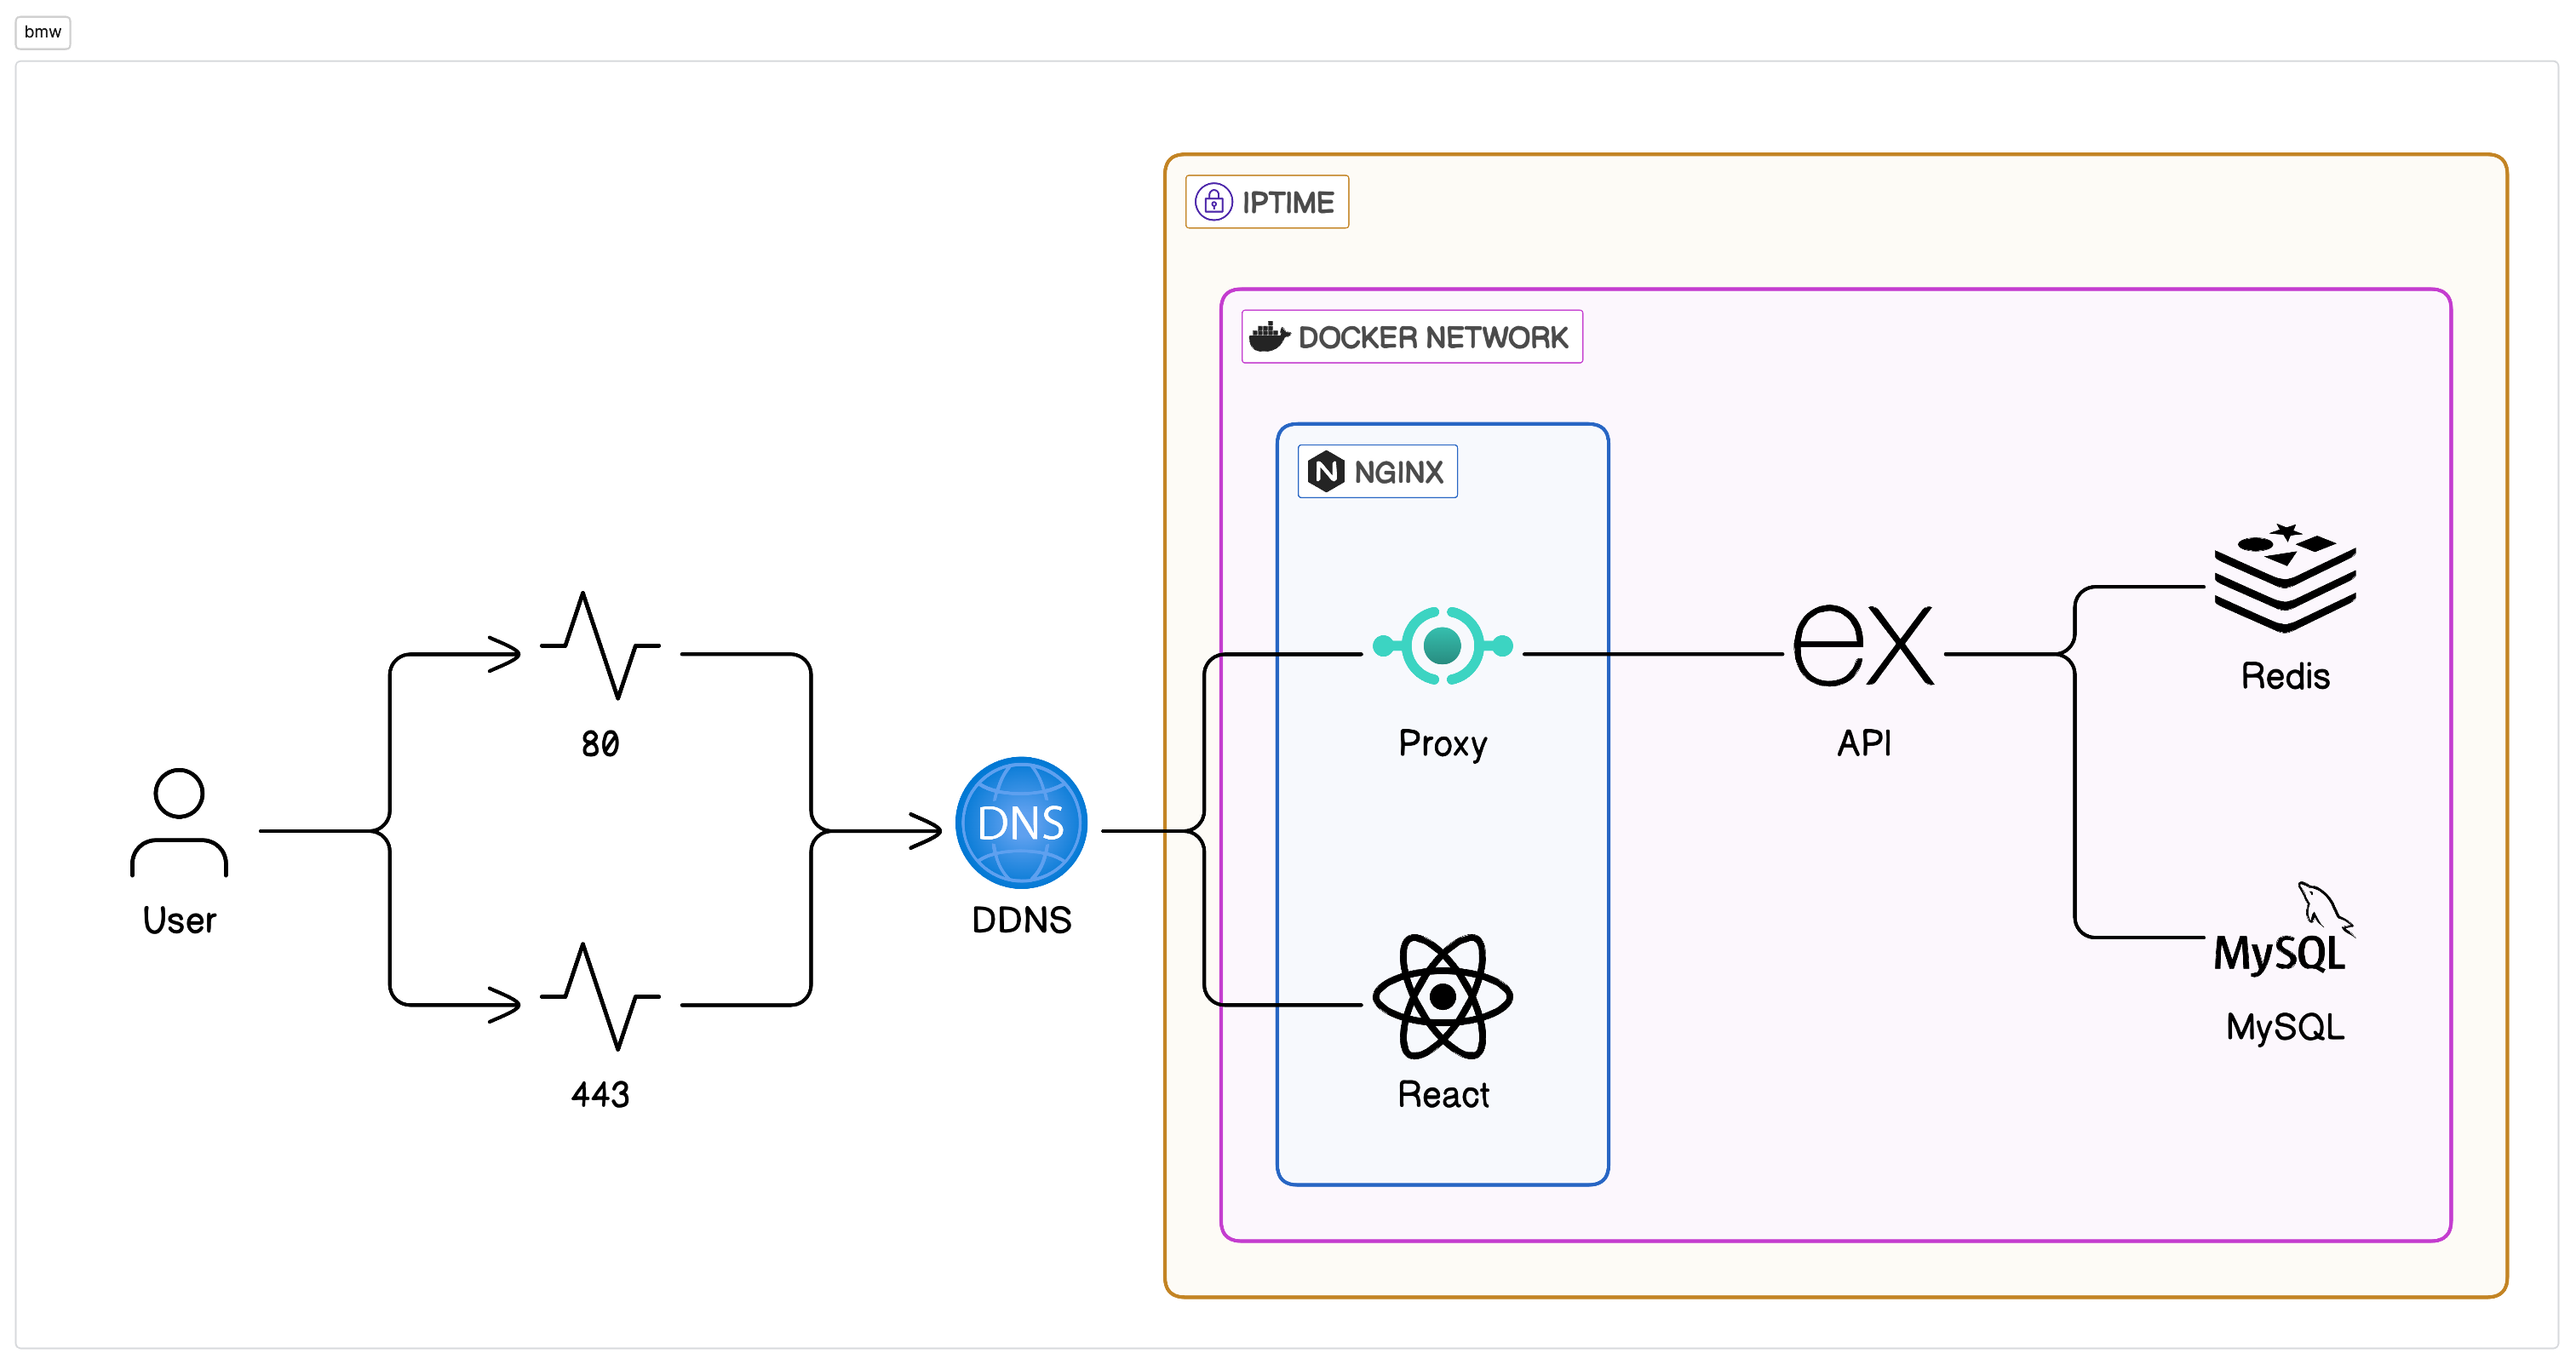 bmw
IPTIME
DOCKER NETWORK
N NGINX
80
443
User
DNS
DDNS
Proxy
React
ex
API
Redis
MySQL
MySQL